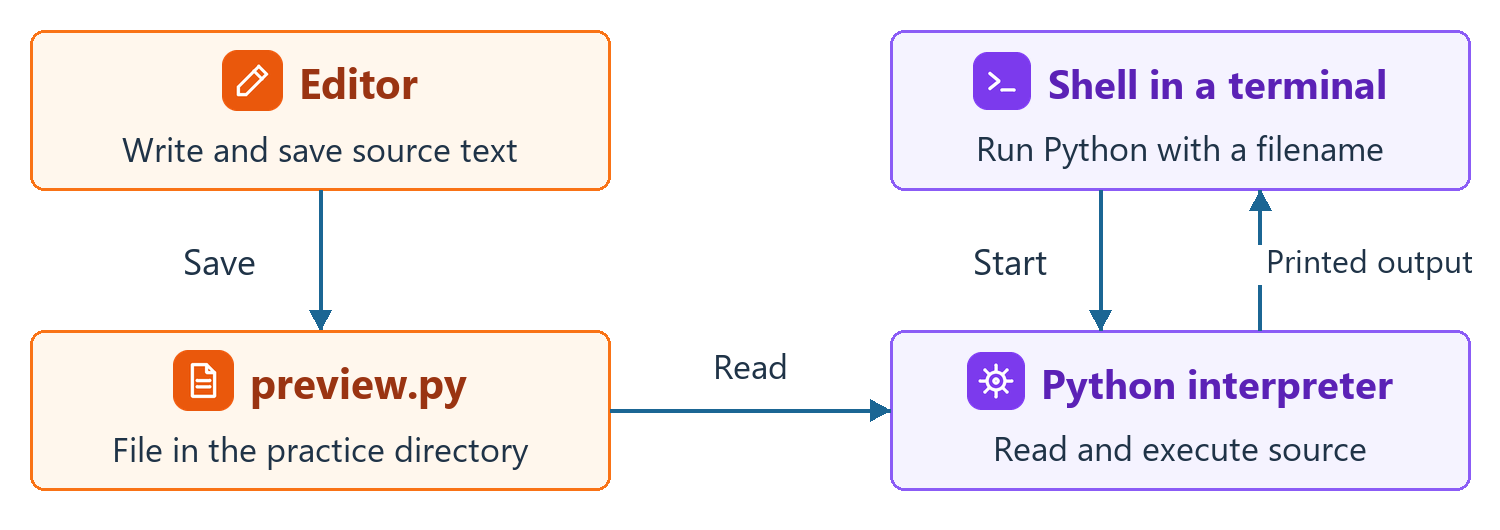 Editor
Write and save source text
Shell in a terminal
Run Python with a filename
Save
Start
Printed output
Read
preview.py
File in the practice directory
Python interpreter
Read and execute source